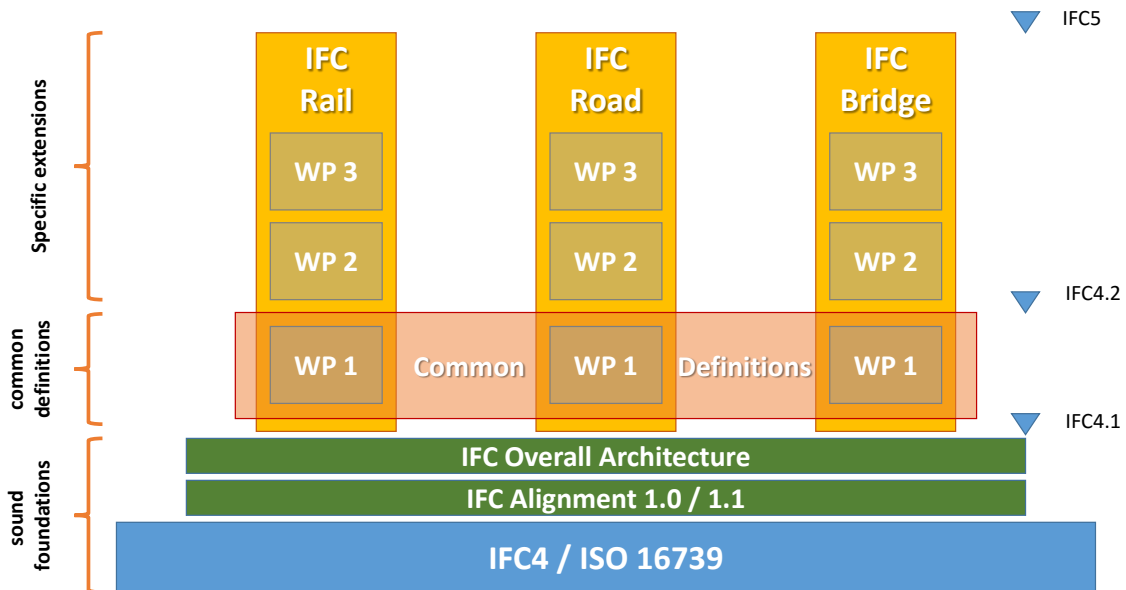 IFC5
IFC
Rail
IFC
Road
IFC
Bridge
Specific extensions
WP 3
WP 3
WP 3
WP 2
WP 2
WP 2
IFC4.2
common
definitions
WP 1
Common
WP 1
Definitions
WP 1
IFC4.1
sound
foundations
IFC Overall Architecture
IFC Alignment 1.0 / 1.1
IFC4 / ISO 16739